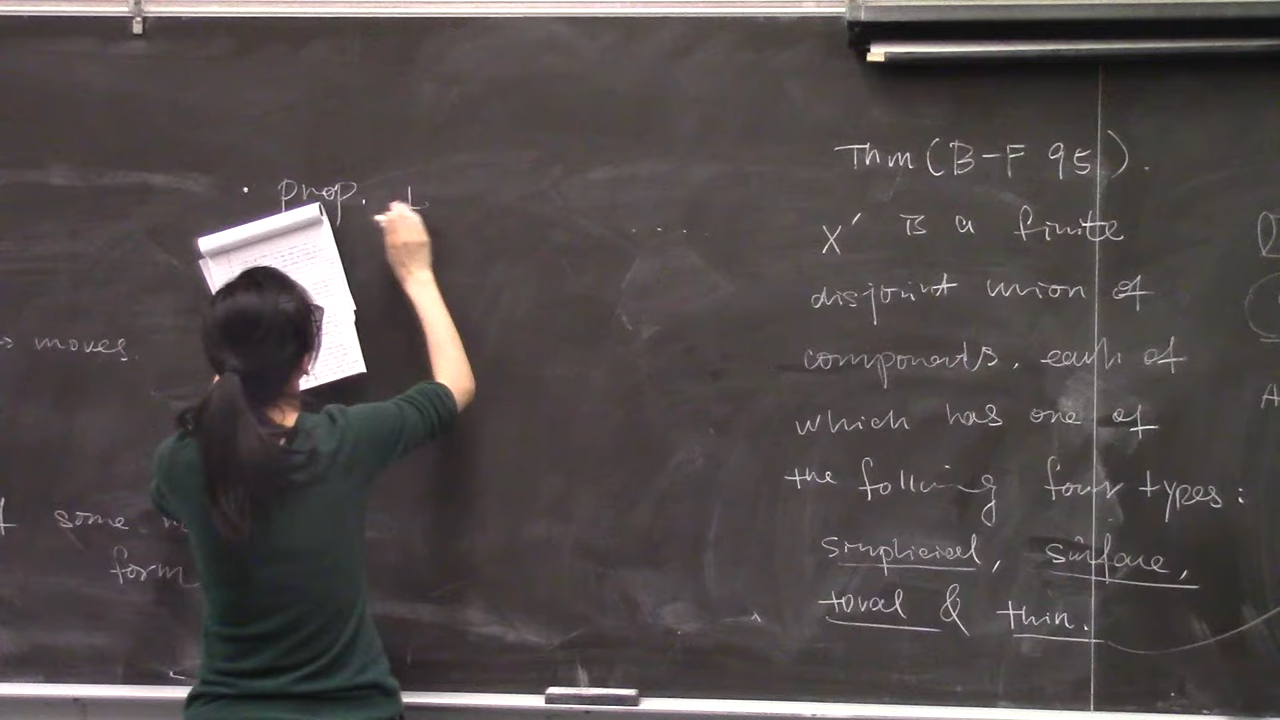 → moves.
some
form
· prop.
.....
Thm (B-F 95).
X' is a finite
disjoint union of
components, each of
which has one of
the following four types:
simplicial, surface,
toral & thin.
A